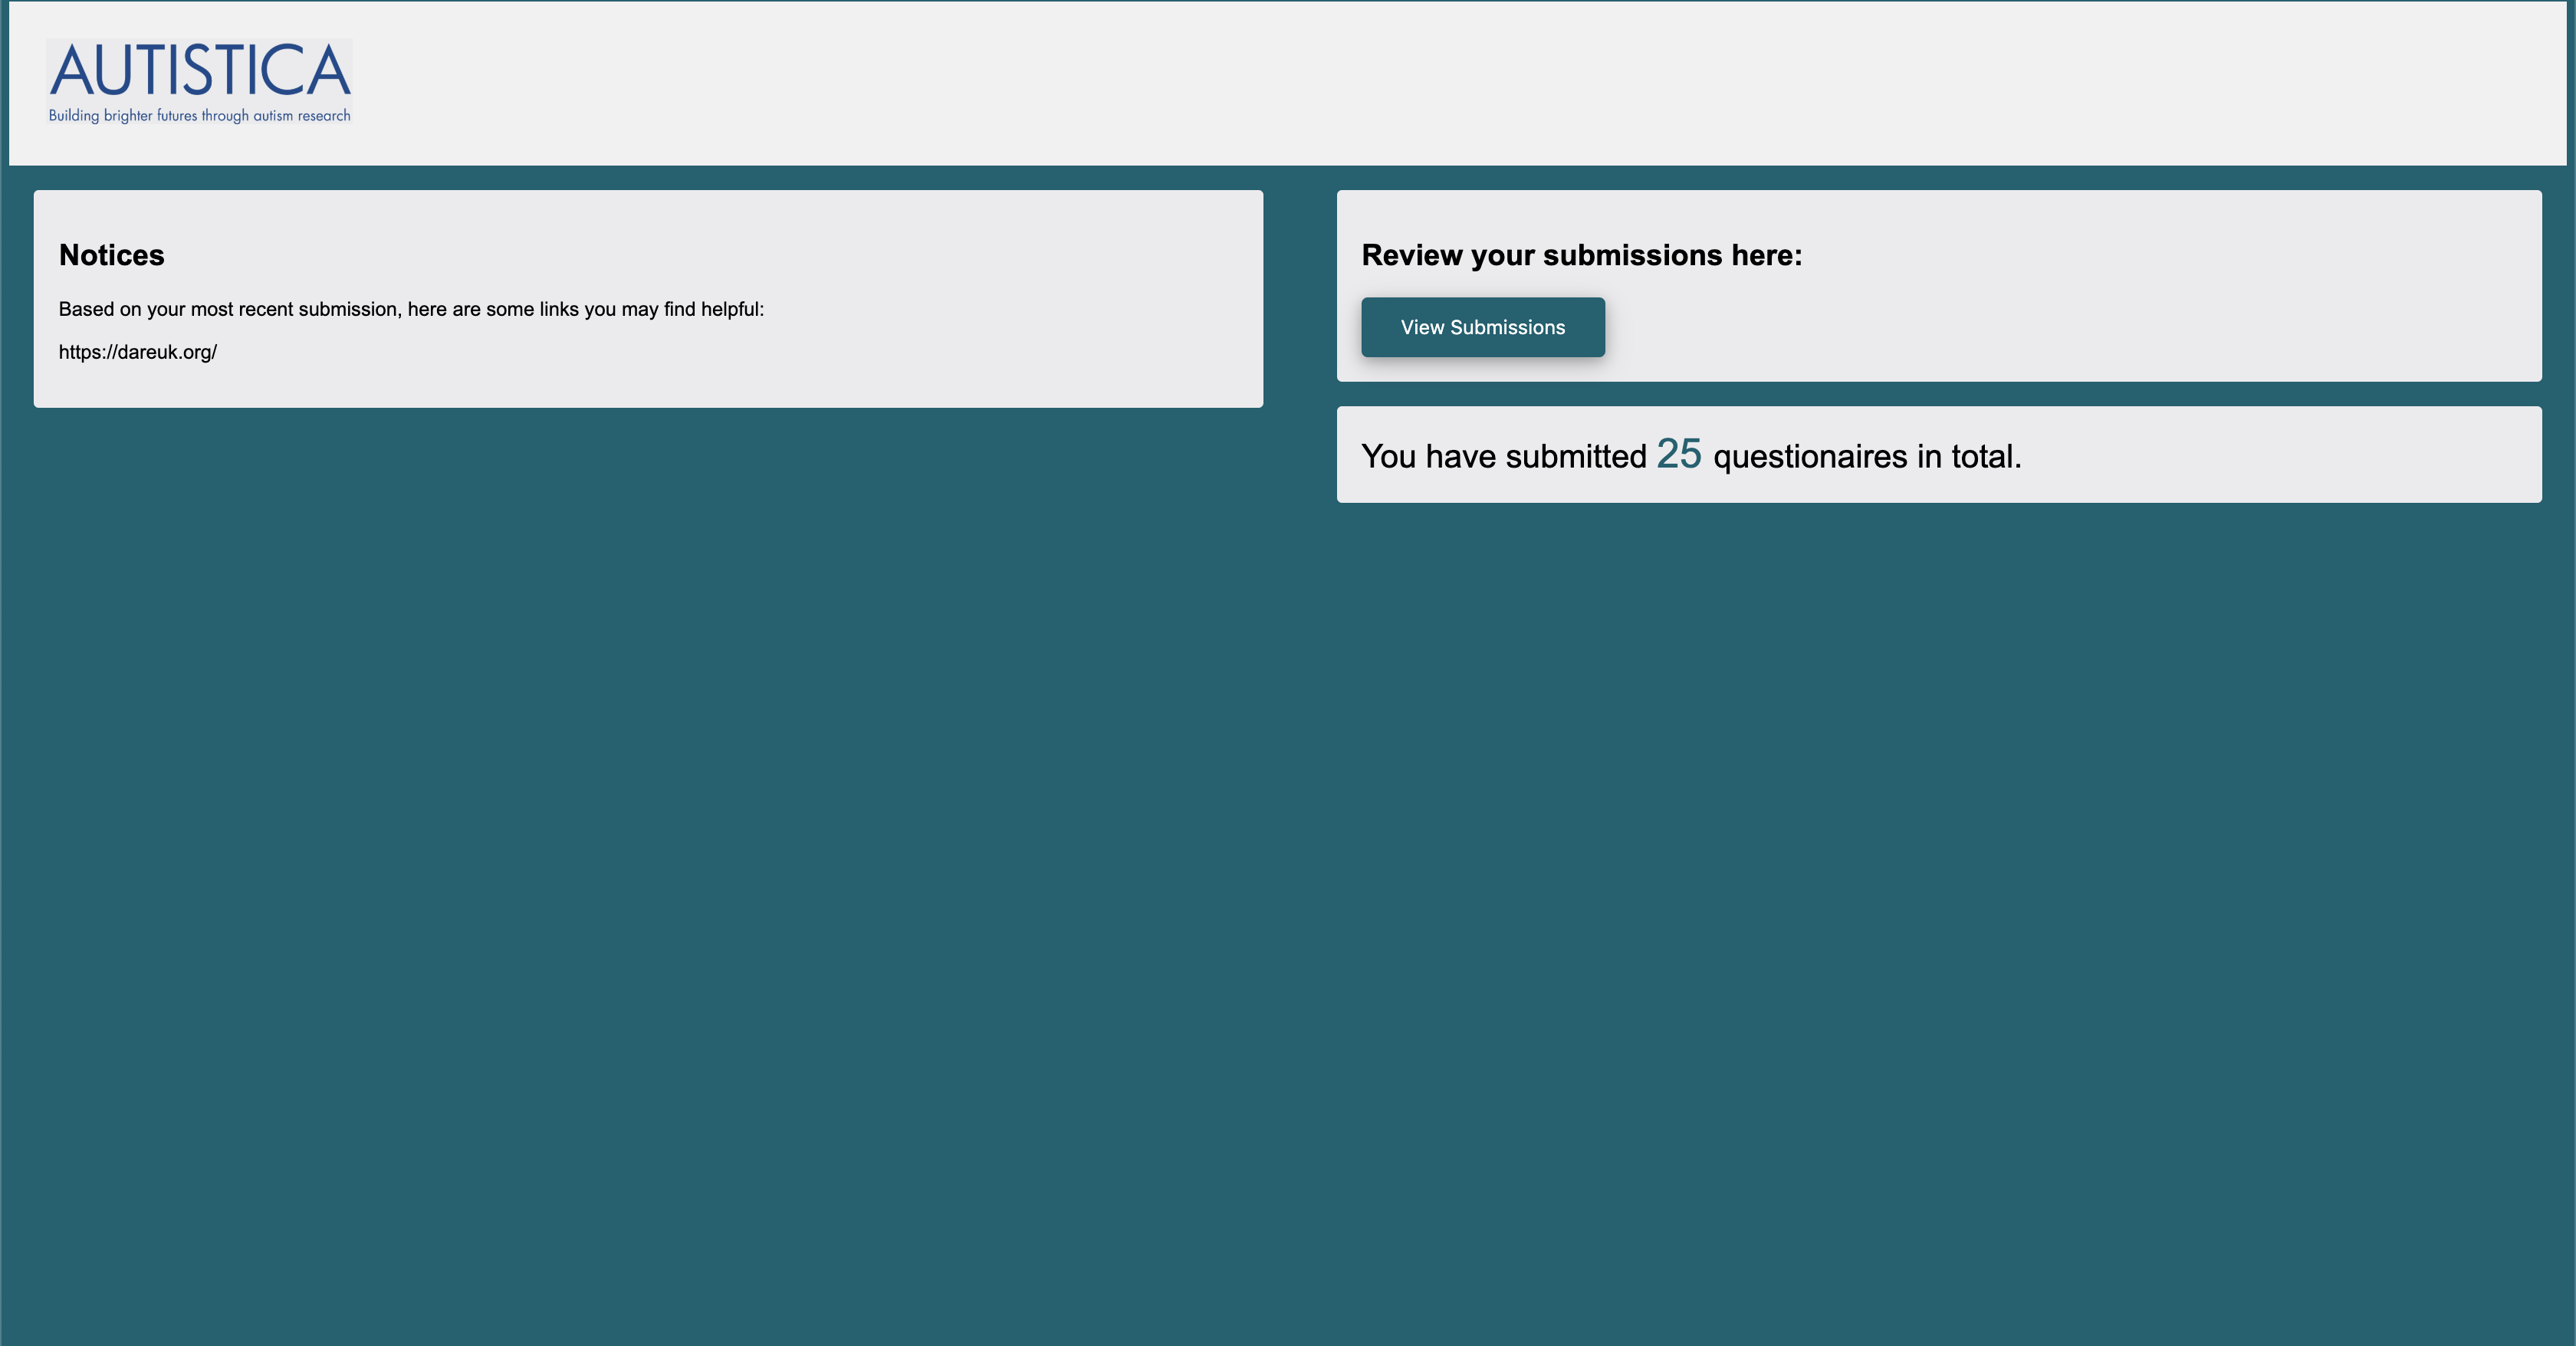 AUTISTICA
Building brighter futures through autism research
Notices
Based on your most recent submission, here are some links you may find helpful:
https://dareuk.org/
Review your submissions here:
View Submissions
You have submitted 25 questionaires in total.